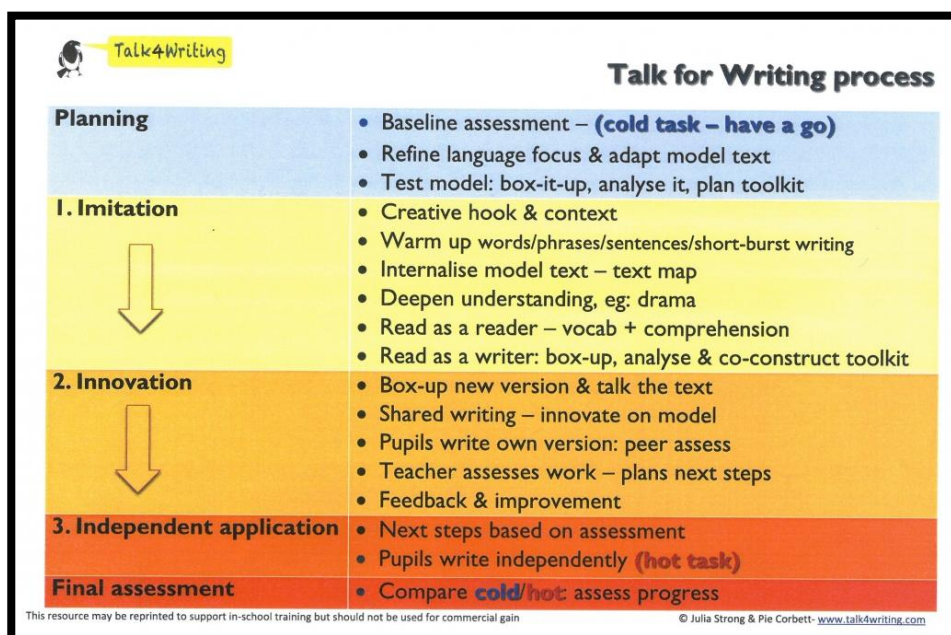 Talk4Writing
Talk for Writing process
Planning
• Baseline assessment – (cold task – have a go)
• Refine language focus & adapt model text
• Test model: box-it-up, analyse it, plan toolkit
1. Imitation
• Creative hook & context
• Warm up words/phrases/sentences/short-burst writing
• Internalise model text – text map
• Deepen understanding, eg: drama
• Read as a reader – vocab + comprehension
• Read as a writer: box-up, analyse & co-construct toolkit
2. Innovation
• Box-up new version & talk the text
• Shared writing – innovate on model
• Pupils write own version: peer assess
• Teacher assesses work – plans next steps
• Feedback & improvement
3. Independent application
• Next steps based on assessment
• Pupils write independently (hot task)
Final assessment
• Compare cold/hot: assess progress
This resource may be reprinted to support in-school training but should not be used for commercial gain
© Julia Strong & Pie Corbett- www.talk4writing.com